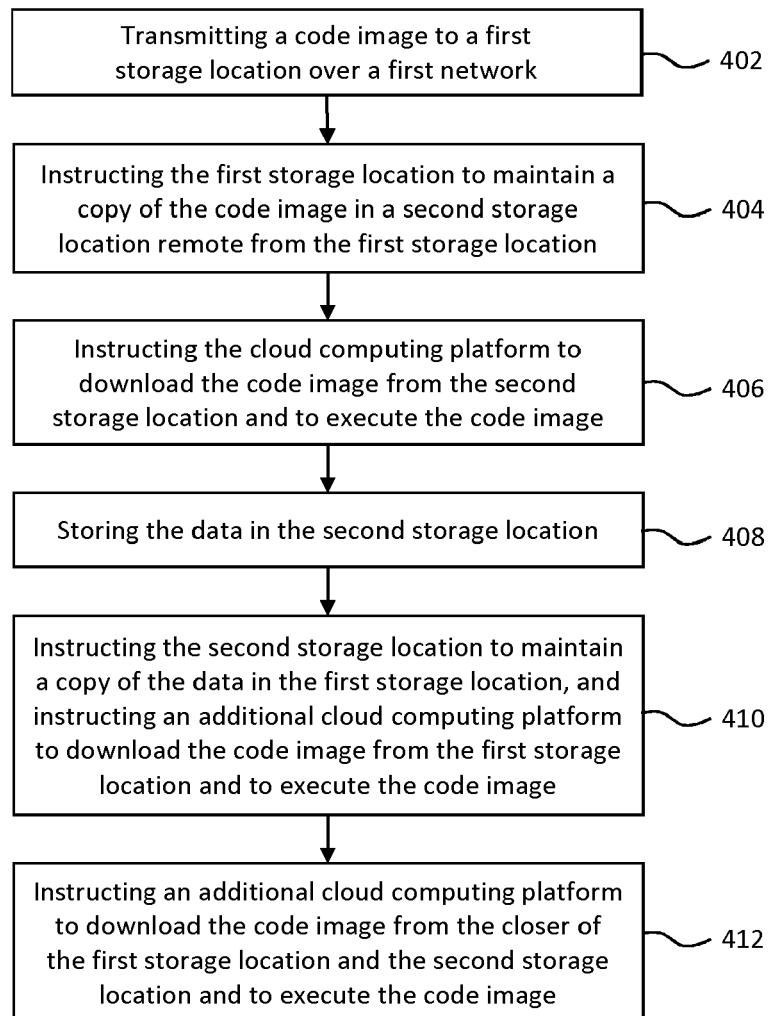 Transmitting a code image to a first
storage location over a first network
402
Instructing the first storage location to maintain a
copy of the code image in a second storage
location remote from the first storage location
404
Instructing the cloud computing platform to
download the code image from the second
storage location and to execute the code image
406
Storing the data in the second storage location
408
Instructing the second storage location to maintain
a copy of the data in the first storage location, and
instructing an additional cloud computing platform
to download the code image from the first storage
location and to execute the code image
410
Instructing an additional cloud computing platform
to download the code image from the closer of
the first storage location and the second storage
location and to execute the code image
412